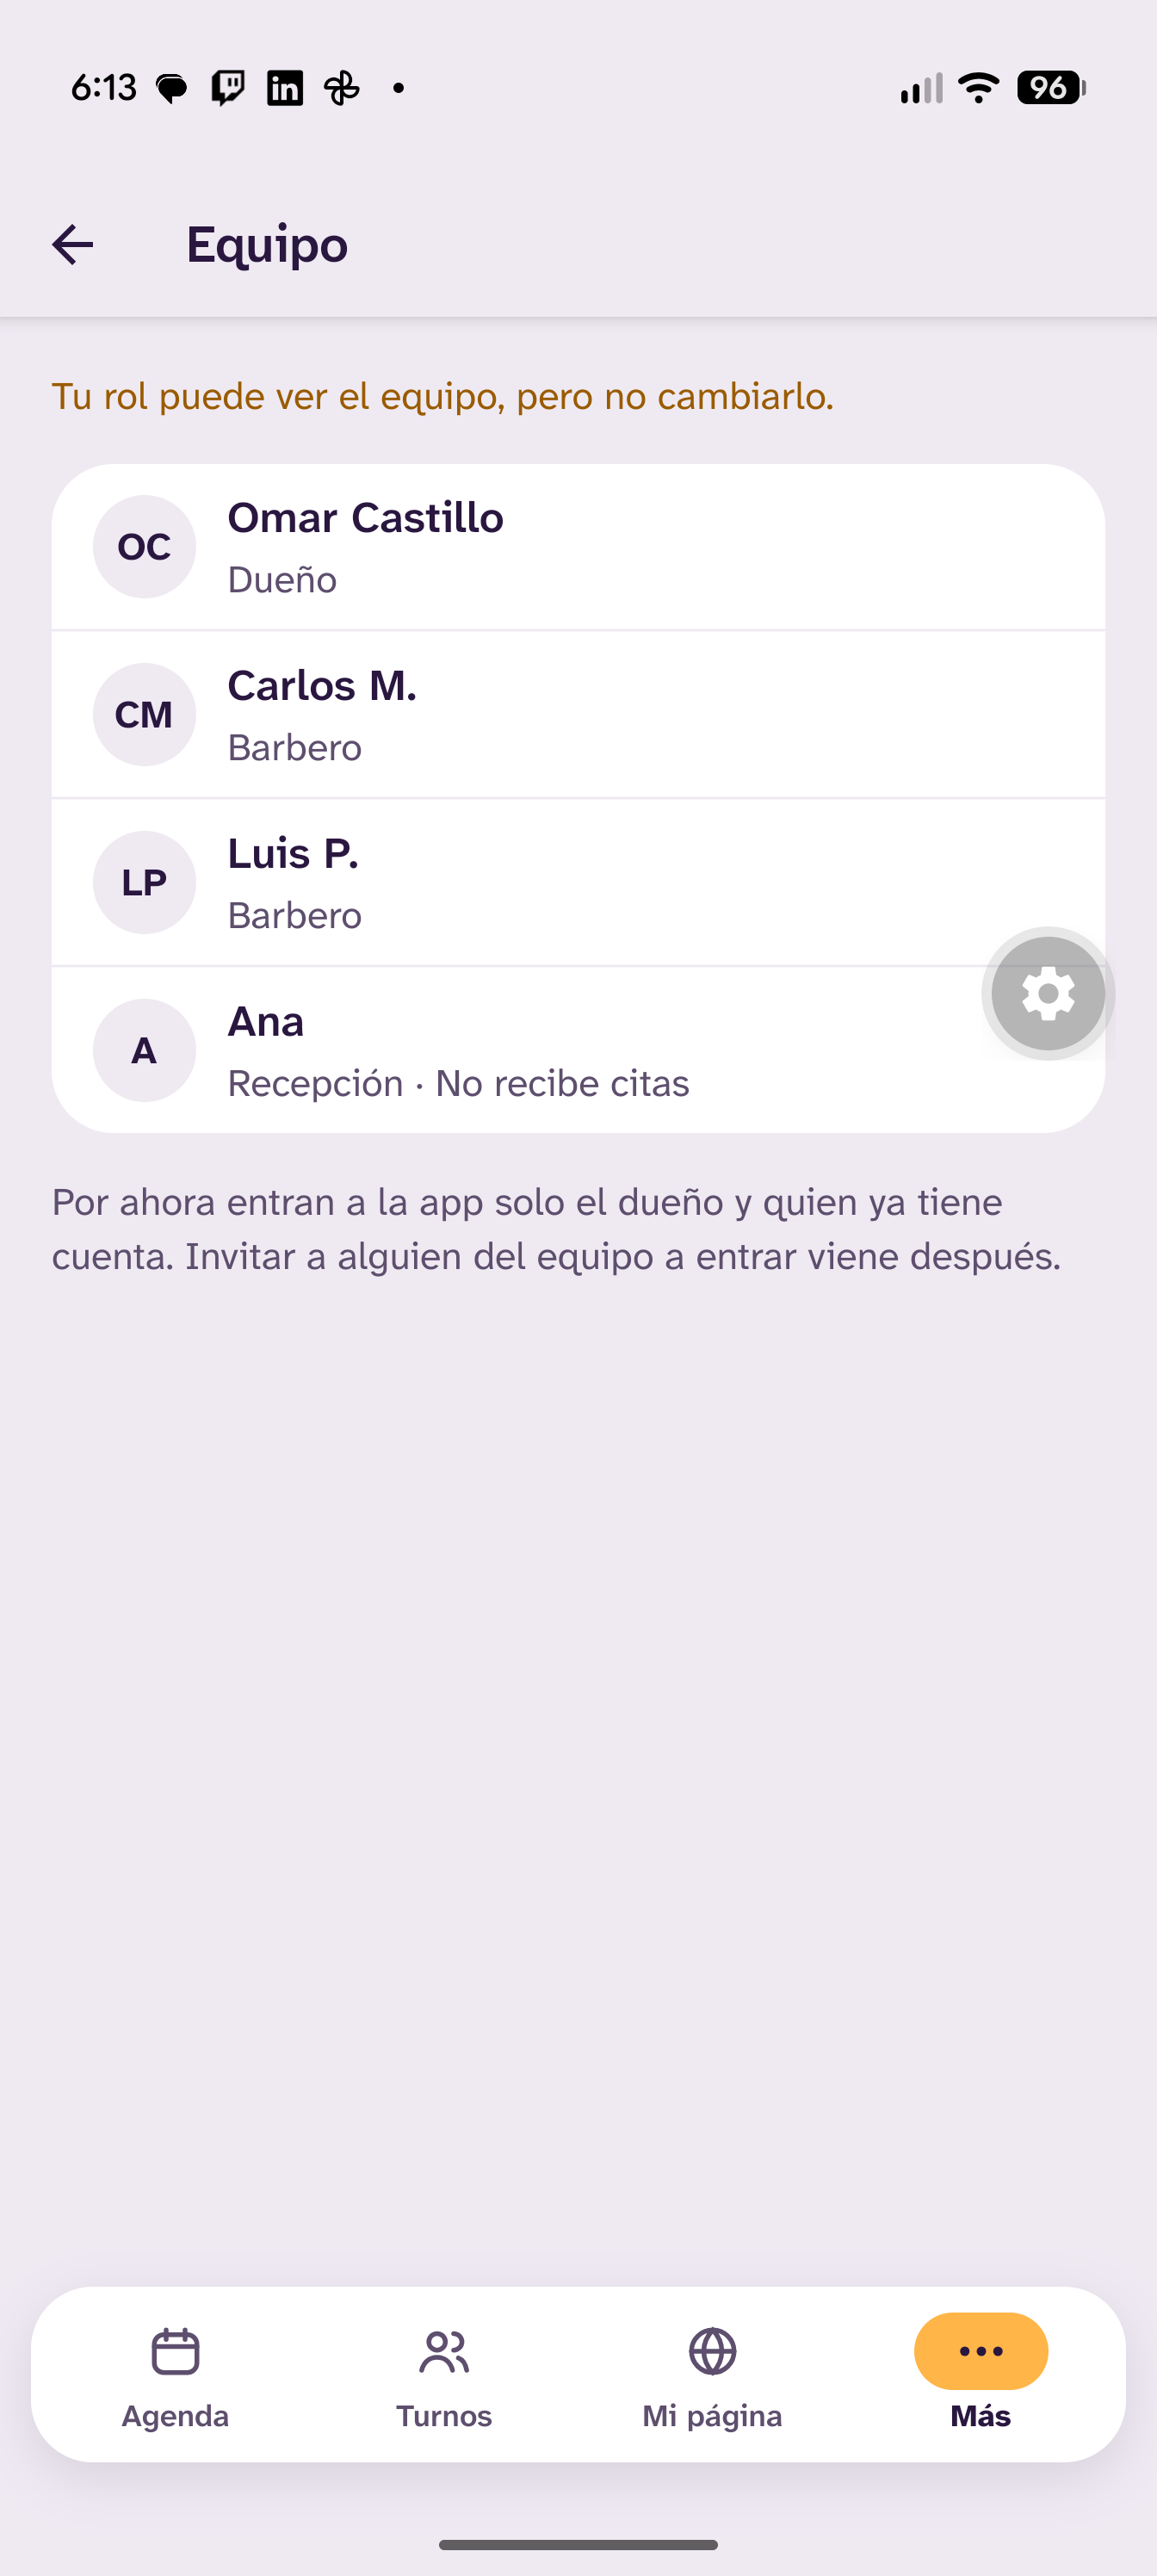 6:13
96
Equipo
Tu rol puede ver el equipo, pero no cambiarlo.
OC
Omar Castillo
Dueño
CM
Carlos M.
Barbero
LP
Luis P.
Barbero
A
Ana
Recepción · No recibe citas
Por ahora entran a la app solo el dueño y quien ya tiene
cuenta. Invitar a alguien del equipo a entrar viene después.
Agenda
Turnos
Mi página
Más